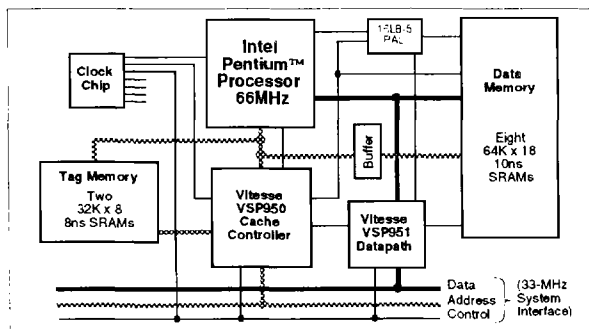 Clock
Chip
Intel
Pentium™
Processor
66MHz
16LB-5
PAL
Data
Memory
Eight
64K x 18
10ns
SRAMs
Buffer
Tag Memory
Two
32K x 8
8ns SRAMs
Vitesse
VSP950
Cache
Controller
Vitesse
VSP951
Datapath
Data
Address
Control
(33-MHz
System
Interface)